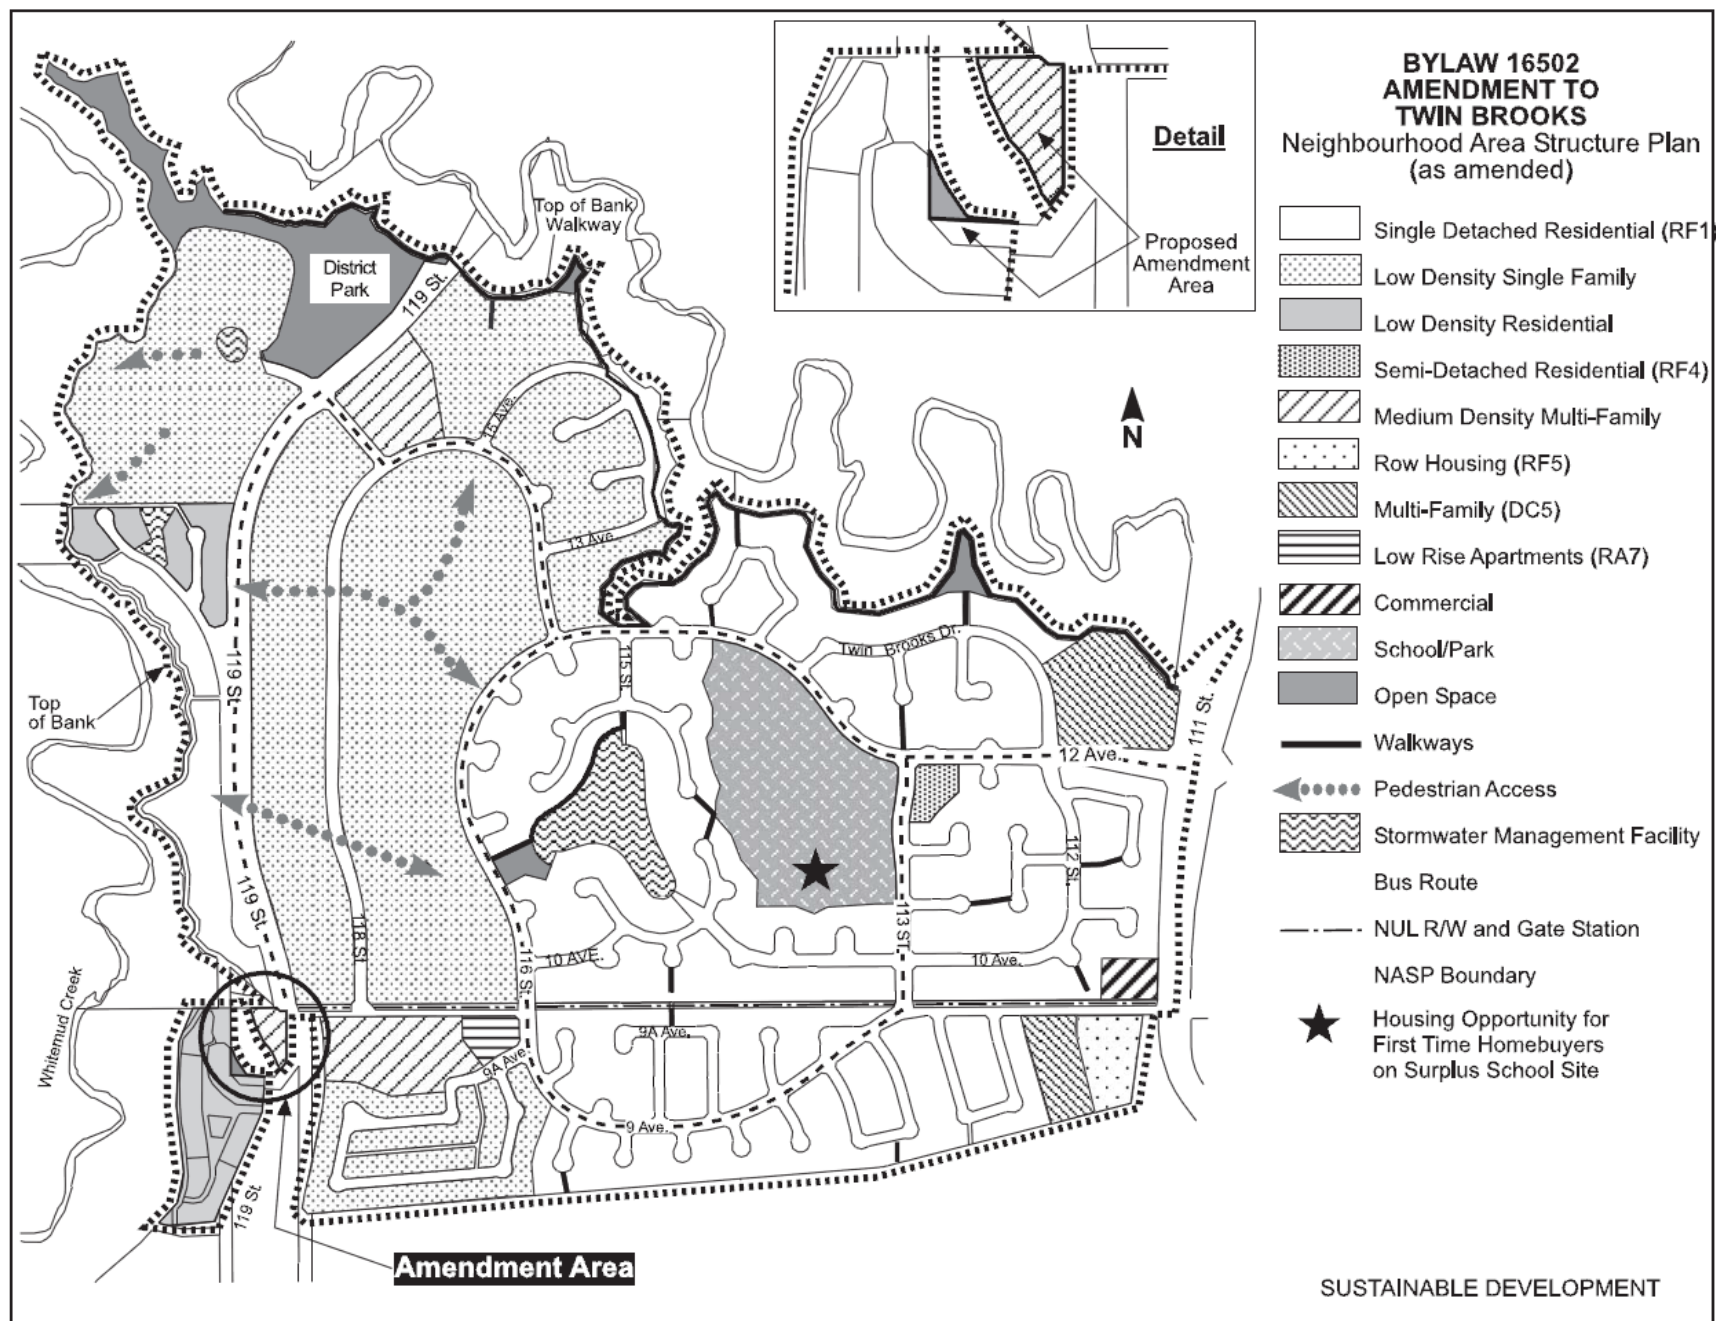 BYLAW 16502
AMENDMENT TO
TWIN BROOKS
Neighbourhood Area Structure Plan
(as amended)
Single Detached Residential (RF1)
Low Density Single Family
Low Density Residential
Semi-Detached Residential (RF4)
Medium Density Multi-Family
Row Housing (RF5)
Multi-Family (DC5)
Low Rise Apartments (RA7)
Commercial
School/Park
Open Space
Walkways
Pedestrian Access
Stormwater Management Facility
Bus Route
NUL R/W and Gate Station
NASP Boundary
Housing Opportunity for
First Time Homebuyers
on Surplus School Site
SUSTAINABLE DEVELOPMENT
Detail
Proposed
Amendment
Area
N
Top of Bank
Walkway
District
Park
119 St.
15 Ave.
13 Ave.
119 St.
115 St.
Twin Brooks Dr.
111 St.
Top
of Bank
12 Ave.
112 St.
119 St.
118 St.
113 ST.
116 St.
10 AVE.
10 Ave.
Whitemud Creek
9A Ave.
9A Ave.
9 Ave.
119 St.
Amendment Area